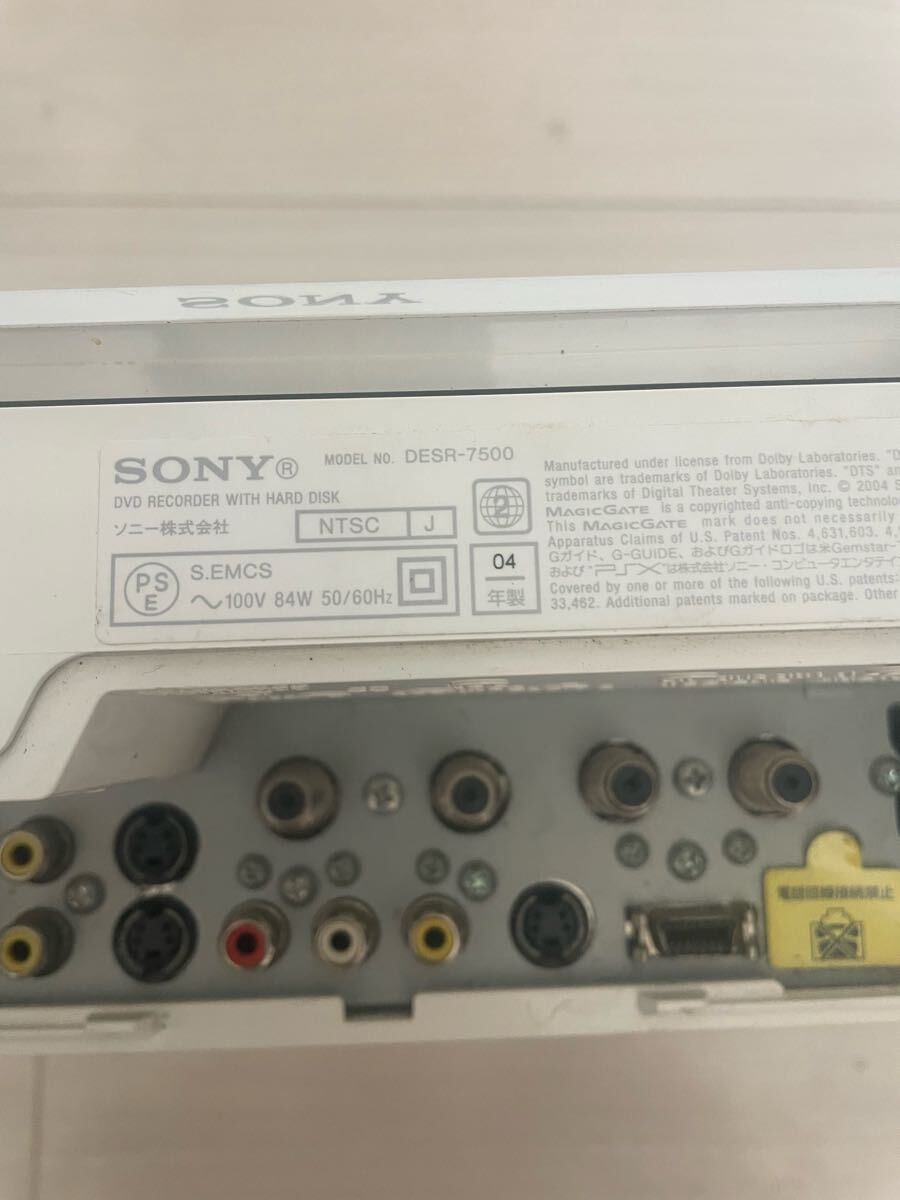 SONY
SONY®
MODEL NO. DESR-7500
DVD RECORDER WITH HARD DISK
ソニー株式会社
NTSC J
2
PS
E
S.EMCS
〜100V 84W 50/60Hz
04
年製
Manufactured under license from Dolby Laboratories.
symbol are trademarks of Dolby Laboratories. "DTS" and
trademarks of Digital Theater Systems, Inc. © 2004
MAGICGATE is a copyrighted anti-copying
This MAGICGATE mark does not necessarily
Apparatus Claims of U.S. Patent Nos. 4,631,603.
Gガイド、G-GUIDE、およびGガイドロゴは米Gemstar-
および"PSX"は株式会社ソニー・コンピュータエンタテイ
Covered by one or more of the following U.S. patents:
33,462. Additional patents marked on package. Other
電話回線接続禁止